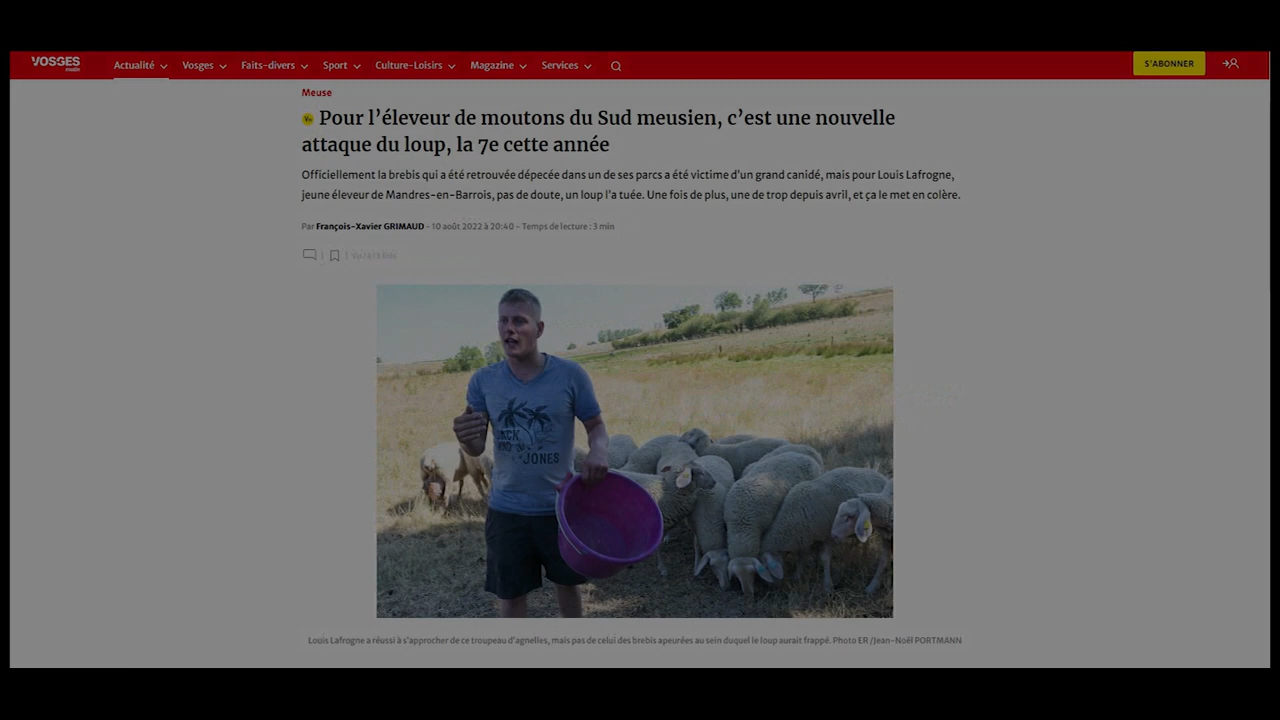 VOSGES
matin
Actualité Vosges Faits-divers Sport Culture-Loisirs Magazine Services
S'ABONNER
Meuse
Pour l’éleveur de moutons du Sud meusien, c’est une nouvelle
attaque du loup, la 7e cette année
Officiellement la brebis qui a été retrouvée dépecée dans un de ses parcs a été victime d'un grand canidé, mais pour Louis Lafrogne,
jeune éleveur de Mandres-en-Barrois, pas de doute, un loup l'a tuée. Une fois de plus, une de trop depuis avril, et ça le met en colère.
Par François-Xavier GRIMAUD - 10 août 2022 à 20:40 - Temps de lecture : 3 min
JACK
JONES
Louis Lafrogne a réussi à s'approcher de ce troupeau d'agnelles, mais pas de celui des brebis apeurées au sein duquel le loup aurait frappé. Photo ER /Jean-Noël PORTMANN